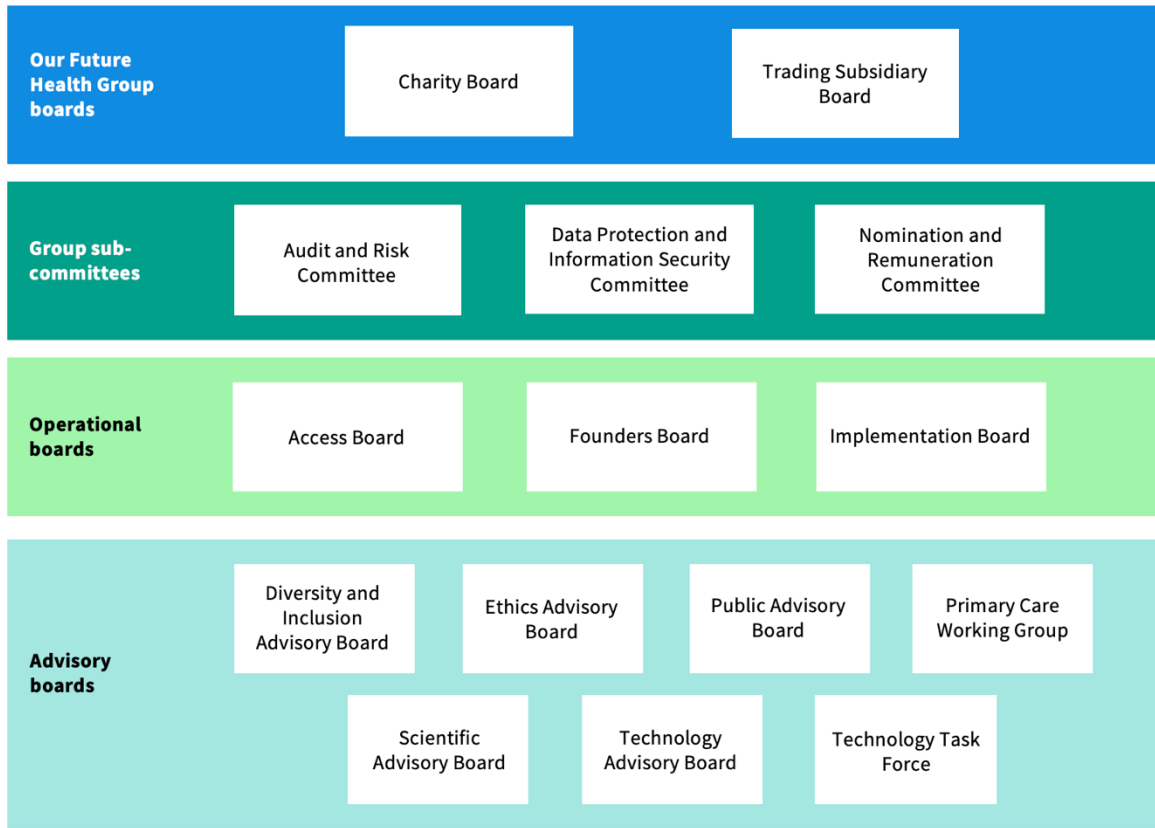 Our Future
Health Group
boards
Charity Board
Trading Subsidiary
Board
Group sub-
committees
Audit and Risk
Committee
Data Protection and
Information Security
Committee
Nomination and
Remuneration
Committee
Operational
boards
Access Board
Founders Board
Implementation Board
Advisory
boards
Diversity and
Inclusion
Advisory Board
Ethics Advisory
Board
Public Advisory
Board
Primary Care
Working Group
Scientific
Advisory Board
Technology
Advisory Board
Technology Task
Force